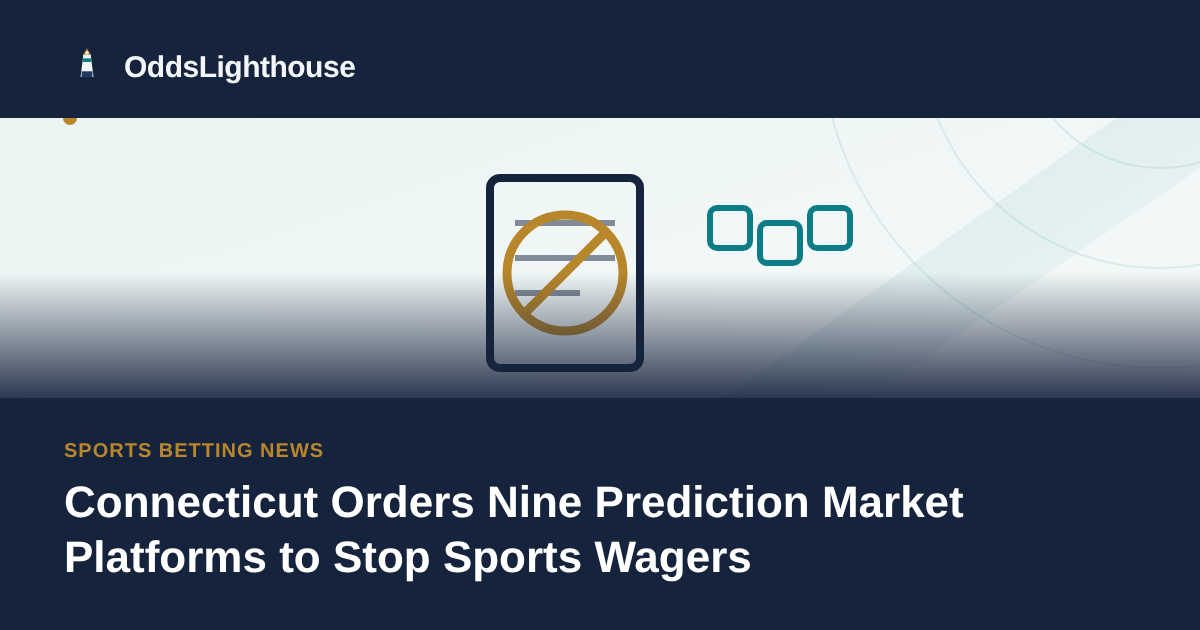 OddsLighthouse
SPORTS BETTING NEWS
Connecticut Orders Nine Prediction Market
Platforms to Stop Sports Wagers